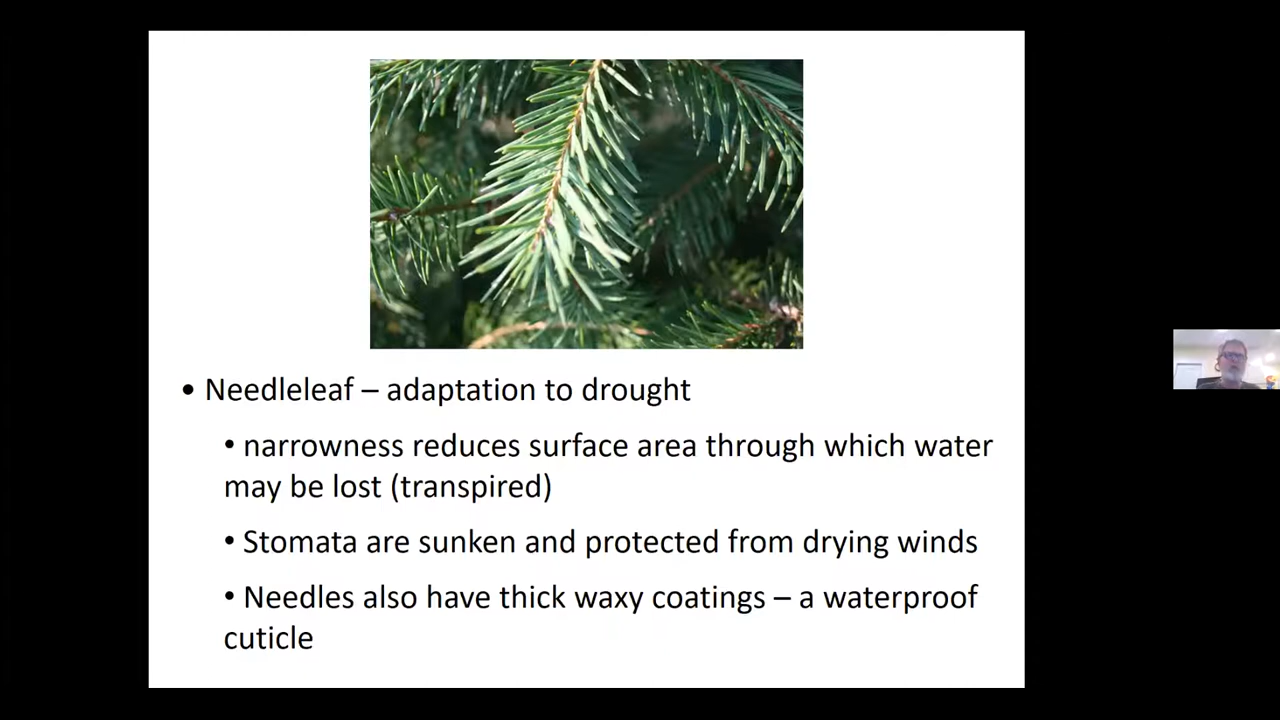 • Needleleaf – adaptation to drought
• narrowness reduces surface area through which water
may be lost (transpired)
• Stomata are sunken and protected from drying winds
• Needles also have thick waxy coatings – a waterproof
cuticle